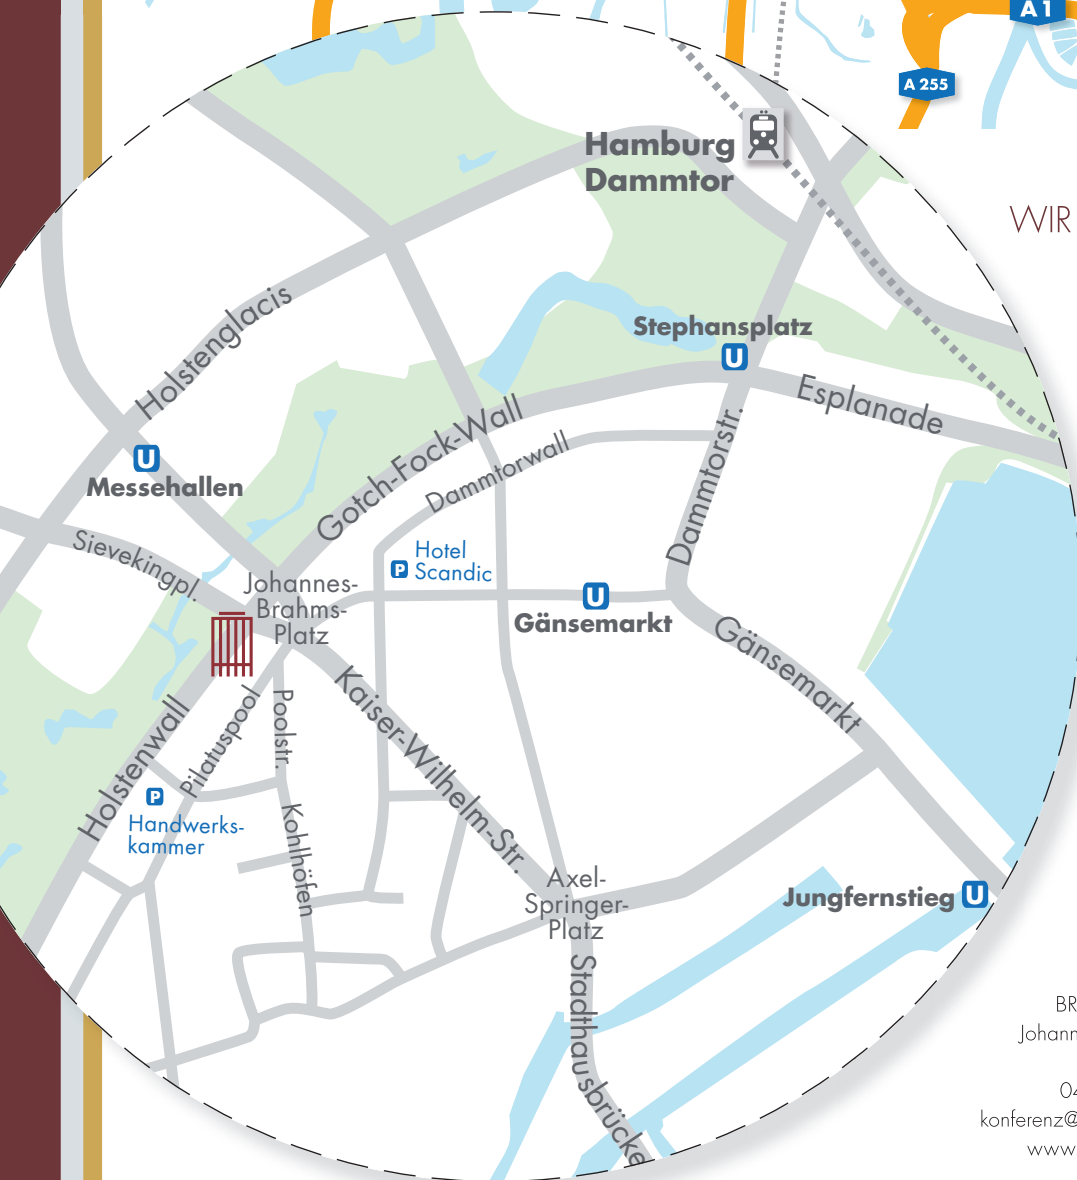 A 1
A 255
Hamburg
Dammtor
WIR
Holstenglacis
Stephansplatz
U
Esplanade
Gotch-Fock-Wall
Dammtorwall
Dammtorstr.
U
Messehallen
Sievekingpl.
Hotel
P Scandic
Johannes-
Brahms-
Platz
U
Gänsemarkt
Gänsemarkt
Kaiser-Wilhelm-Str.
Holstenwall
Pilatuspool
Poolstr.
P
Handwerks-
kammer
Kohlhöfen
Axel-
Springer-
Platz
Jungfernstieg U
Stadthausbrücke
BR
Johann
04
konferenz@
www